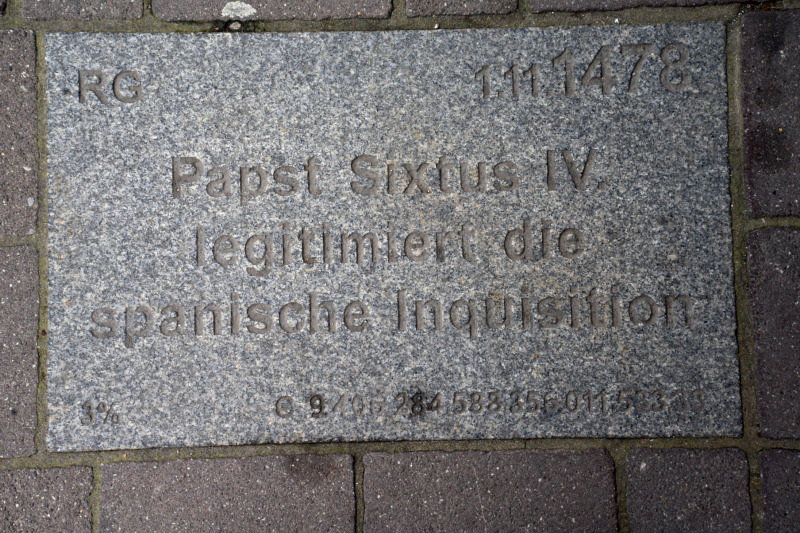 RG 1.11.1478
Papst Sixtus IV.
legitimiert die
spanische Inquisition
3%